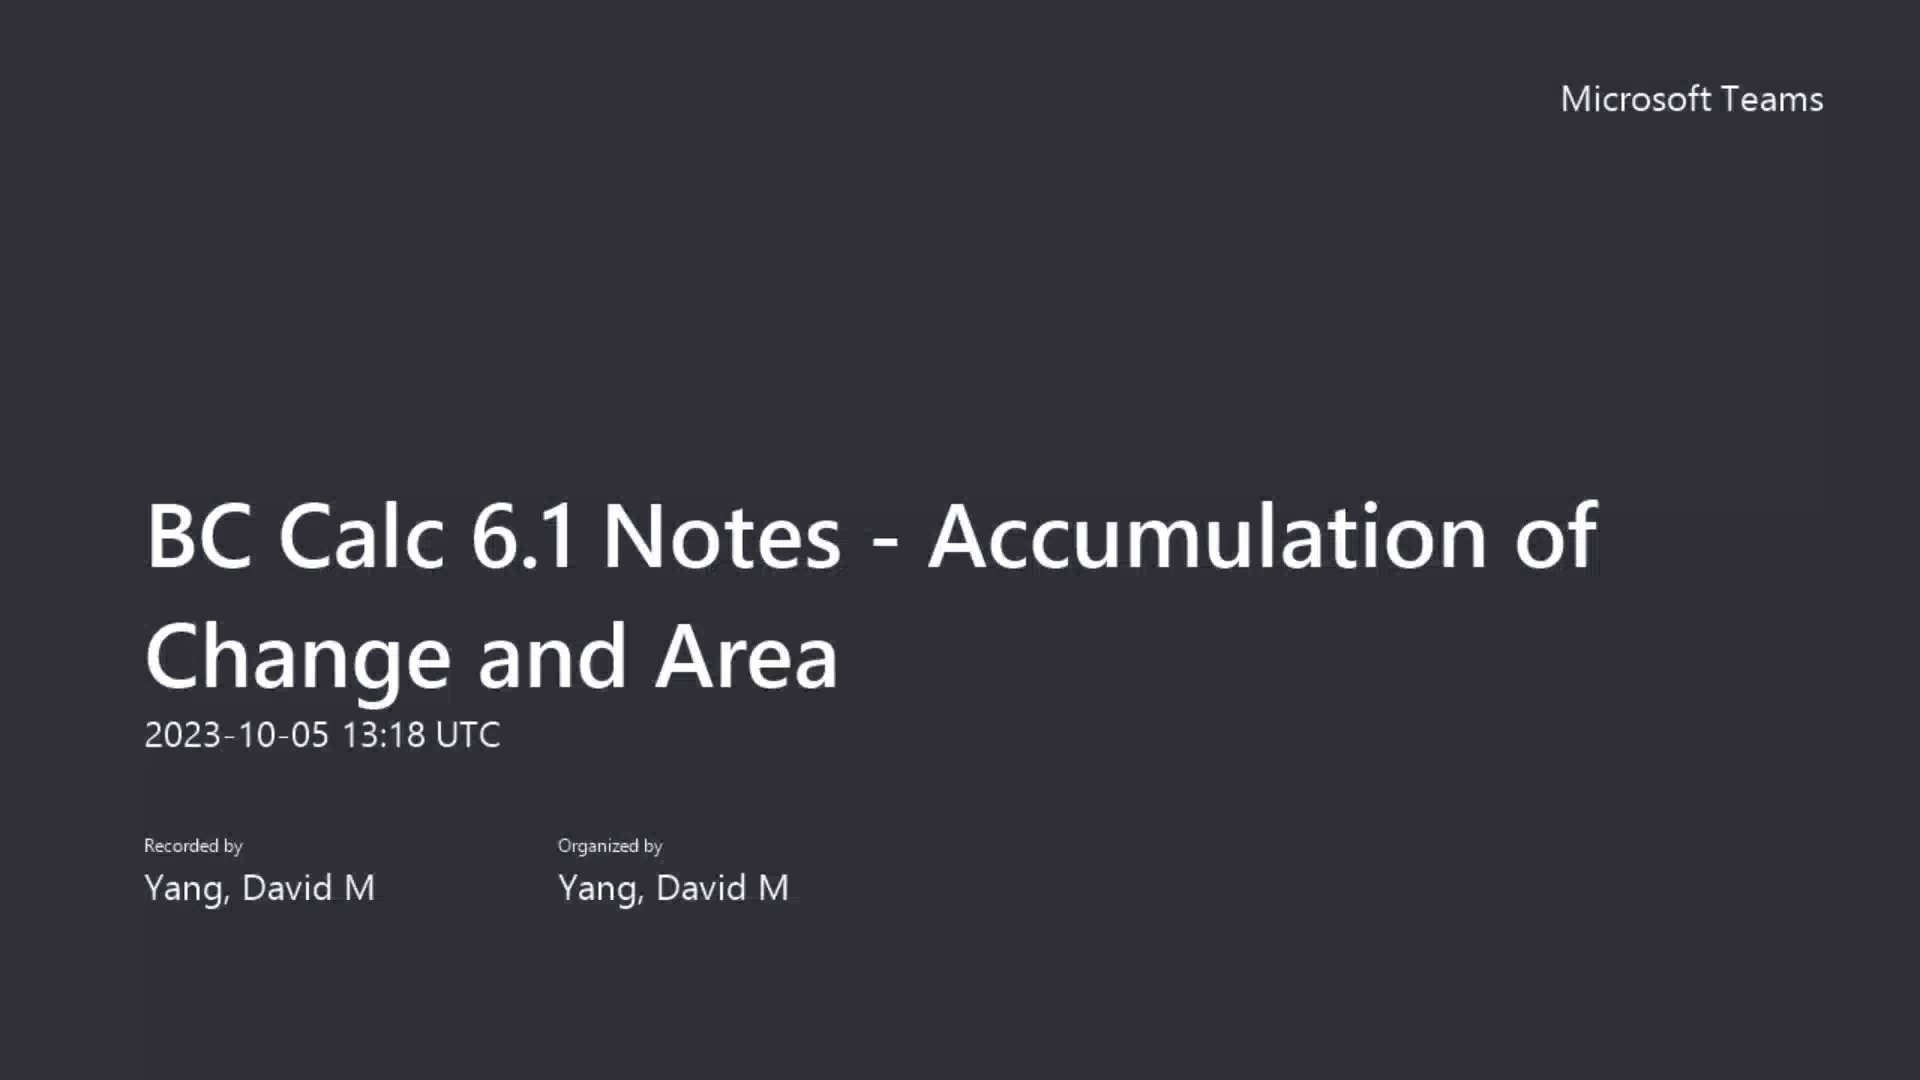 Microsoft Teams
BC Calc 6.1 Notes - Accumulation of
Change and Area
2023-10-05 13:18 UTC
Recorded by
Organized by
Yang, David M
Yang, David M